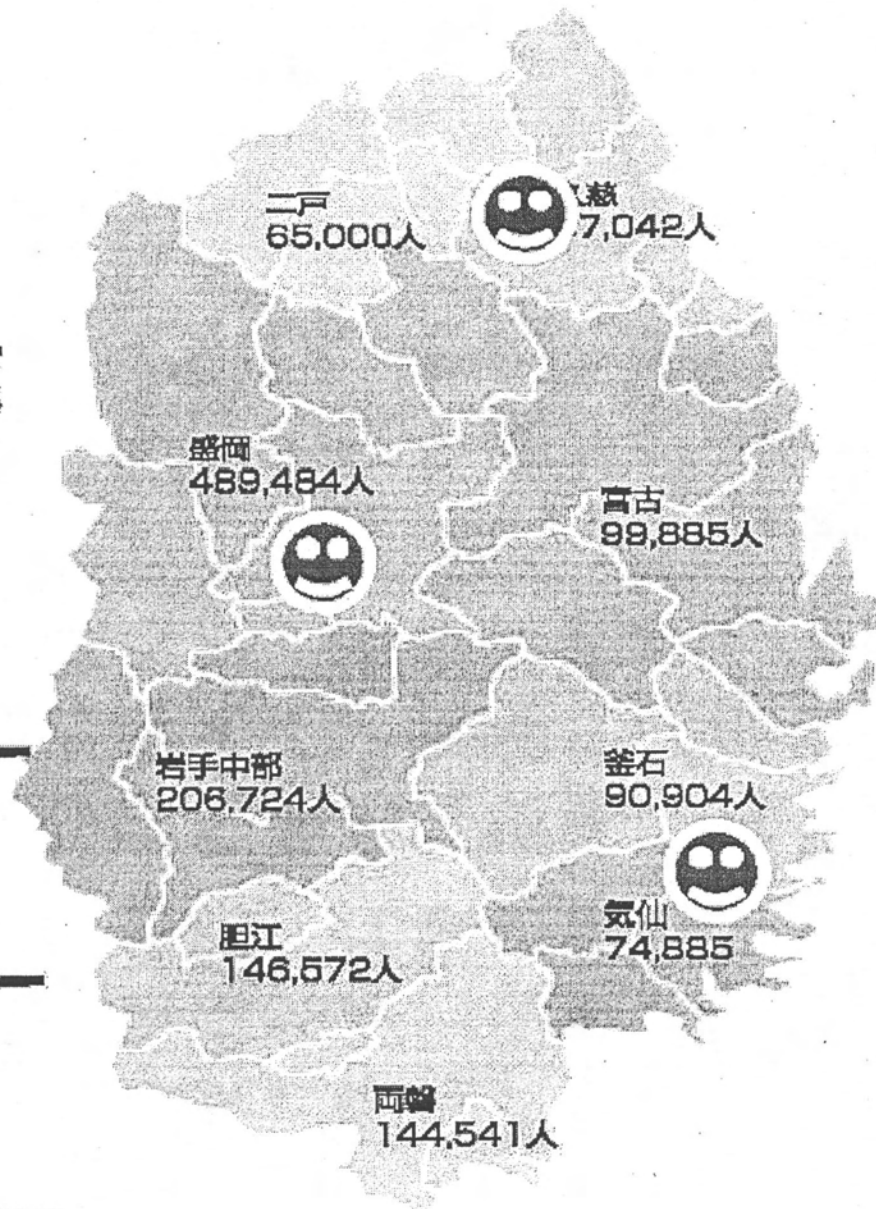 二戸
65,000人
慈
7,042人
盛岡
489,484人
宮古
99,885人
岩手中部
206,724人
釜石
90,904人
気仙
74,885
胆江
146,572人
両磐
144,541人